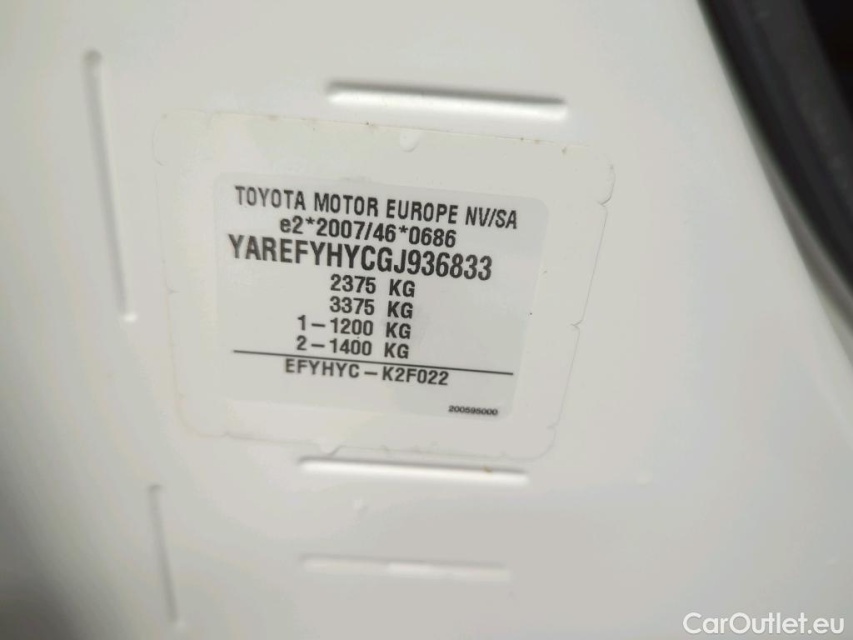 TOYOTA MOTOR EUROPE NV/SA
e2*2007/46*0686
YAREFYHYCGJ936833
2375 KG
3375 KG
1-1200 KG
2-1400 KG
EFYHYC-K2F022
200598000
CarOutlet.eu